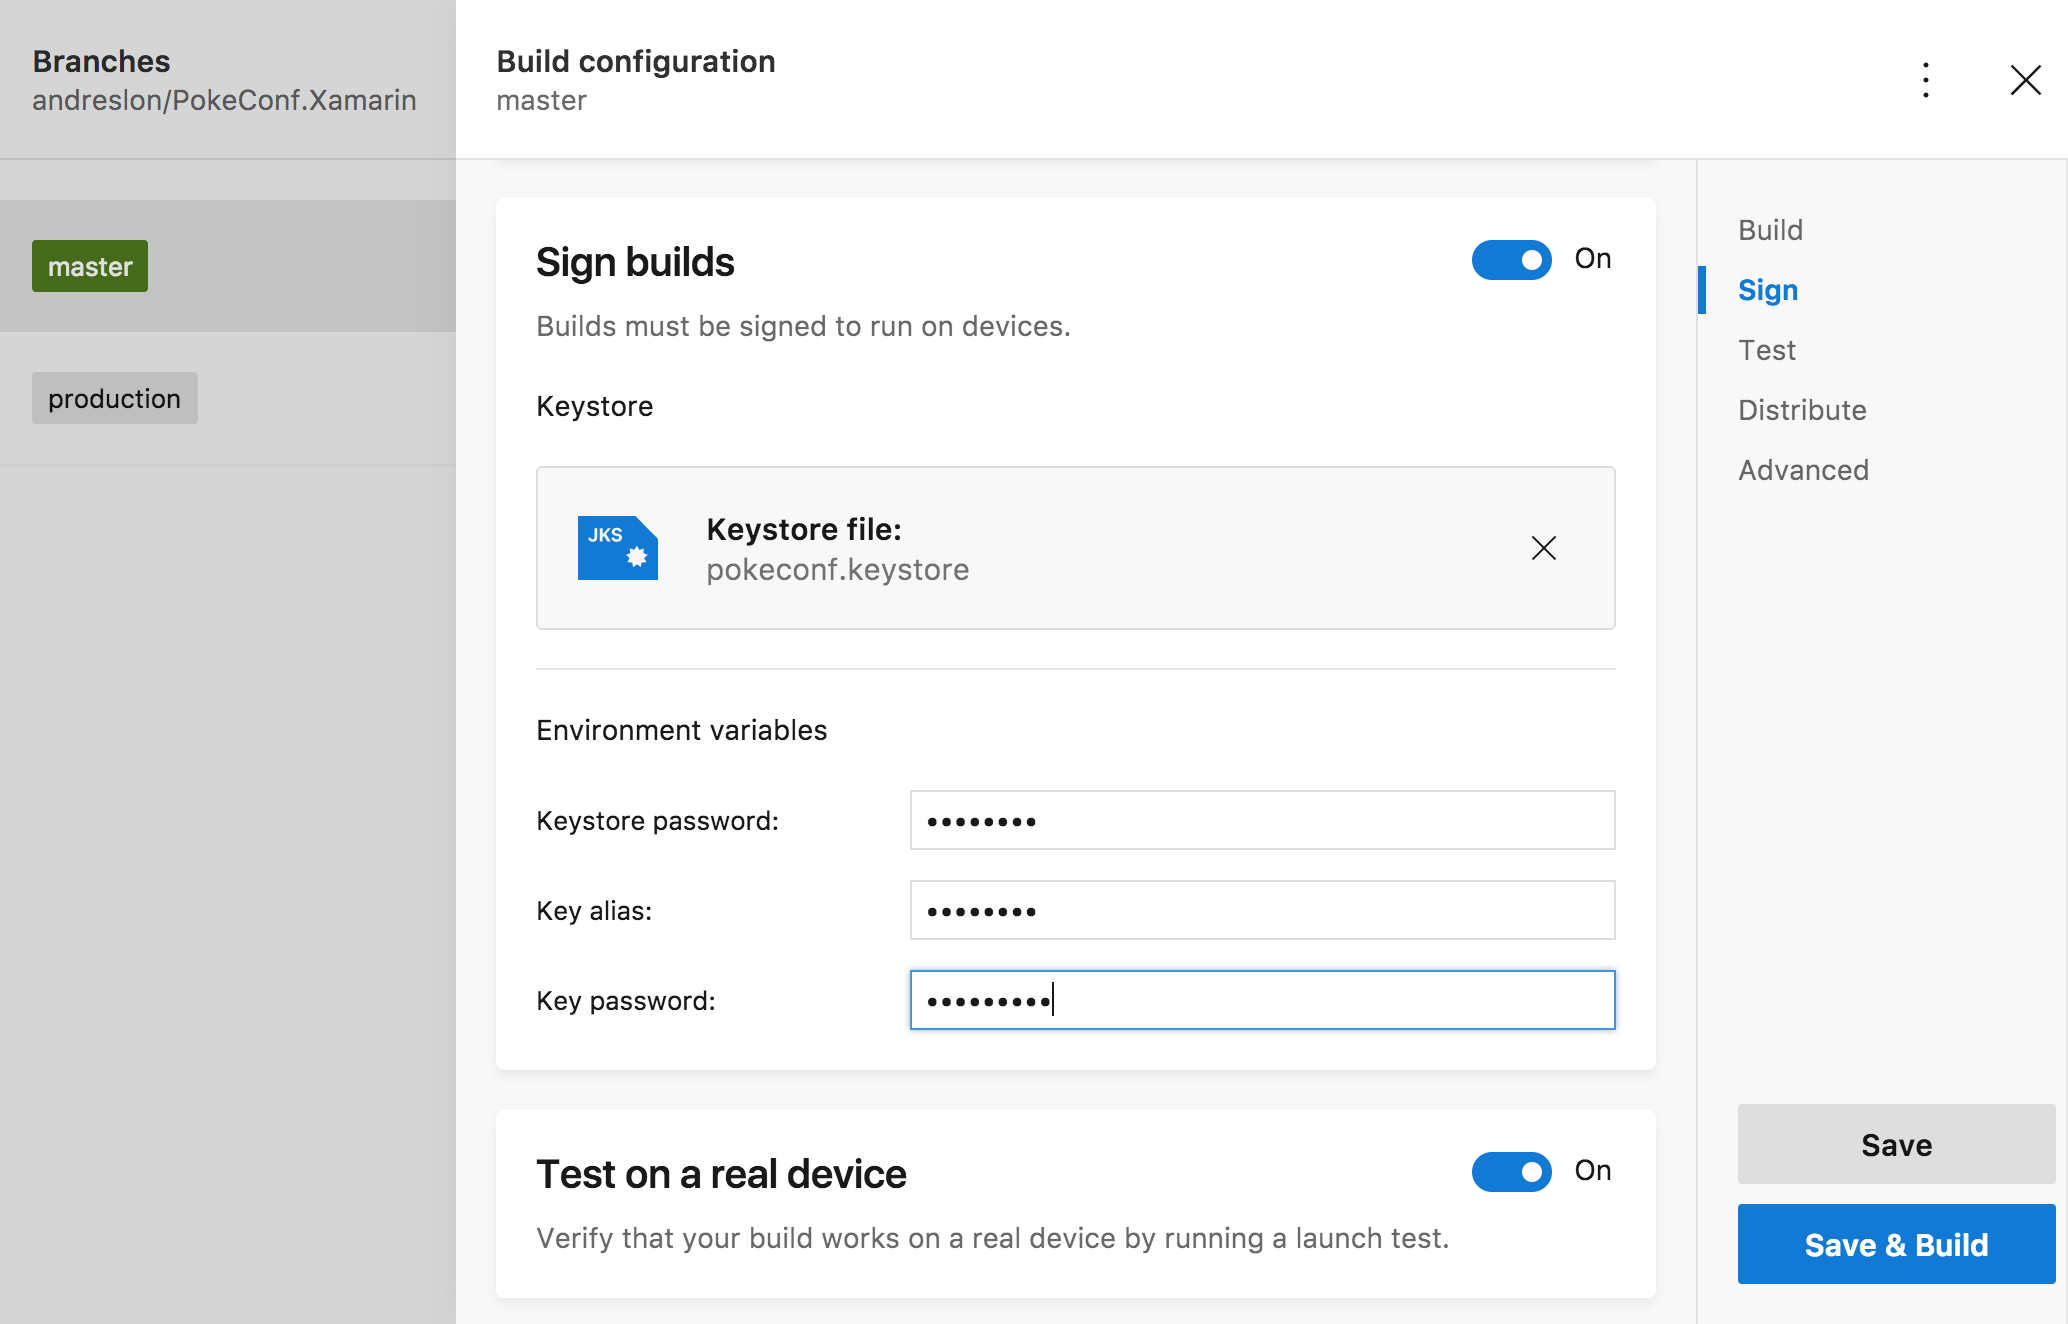 Branches
andreslon/PokeConf.Xamarin
master
production
Build configuration
master
Sign builds
On
Builds must be signed to run on devices.
Keystore
JKS
Keystore file:
pokeconf.keystore
Environment variables
Keystore password:
••••••••
Key alias:
••••••••
Key password:
•••••••••
Test on a real device
On
Verify that your build works on a real device by running a launch test.
Build
Sign
Test
Distribute
Advanced
Save
Save & Build